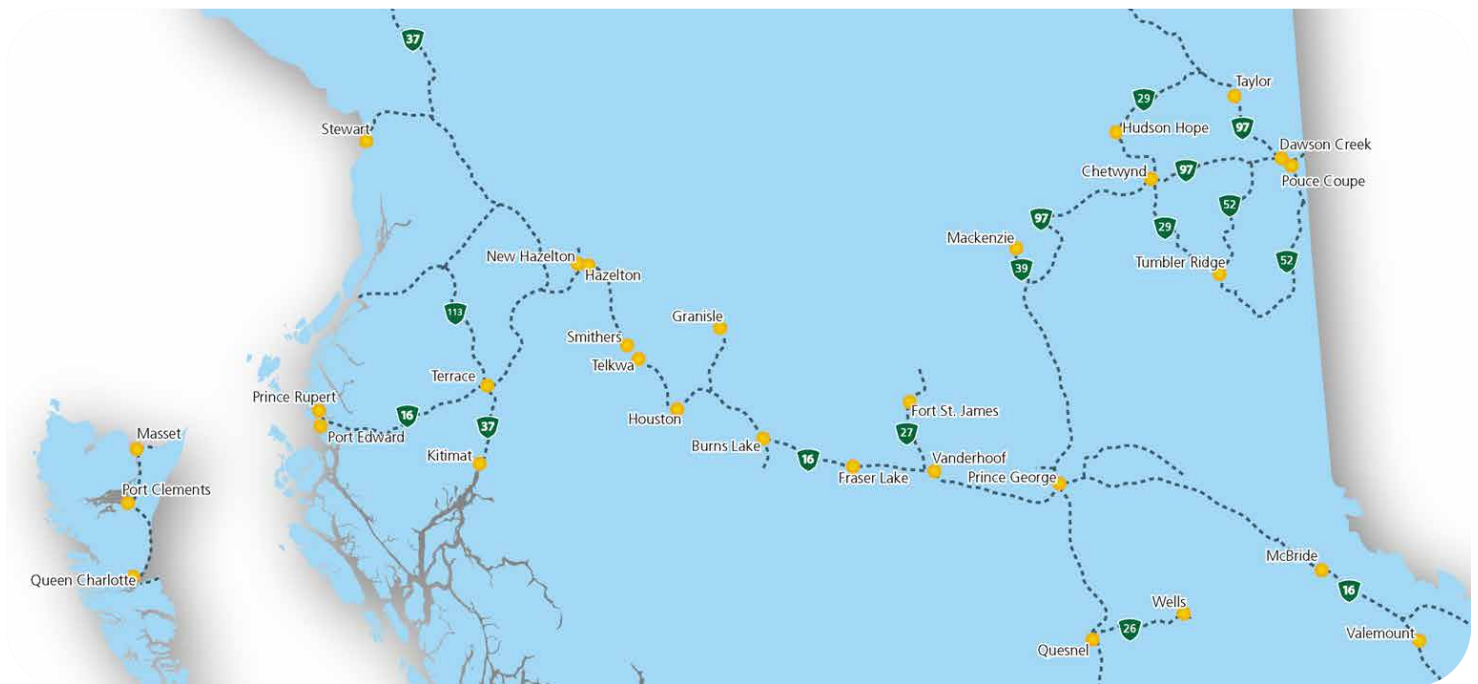 37
Taylor
29
Stewart
Hudson Hope
97
Dawson Creek
Chetwynd
97
Pouce Coupe
52
97
29
Mackenzie
New Hazelton
39
Tumbler Ridge
52
Hazelton
113
Granisle
Smithers
Telkwa
Terrace
Prince Rupert
16
Fort St. James
Houston
37
Port Edward
27
Masset
Burns Lake
Kitimat
16
Vanderhoof
Fraser Lake
Prince George
Port Clements
McBride
Queen Charlotte
16
Wells
26
Valemount
Quesnel